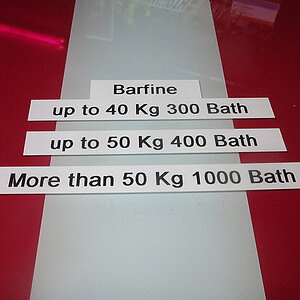 Barfine
up to 40 Kg 300 Bath
up to 50 Kg 400 Bath
More than 50 Kg 1000 Bath